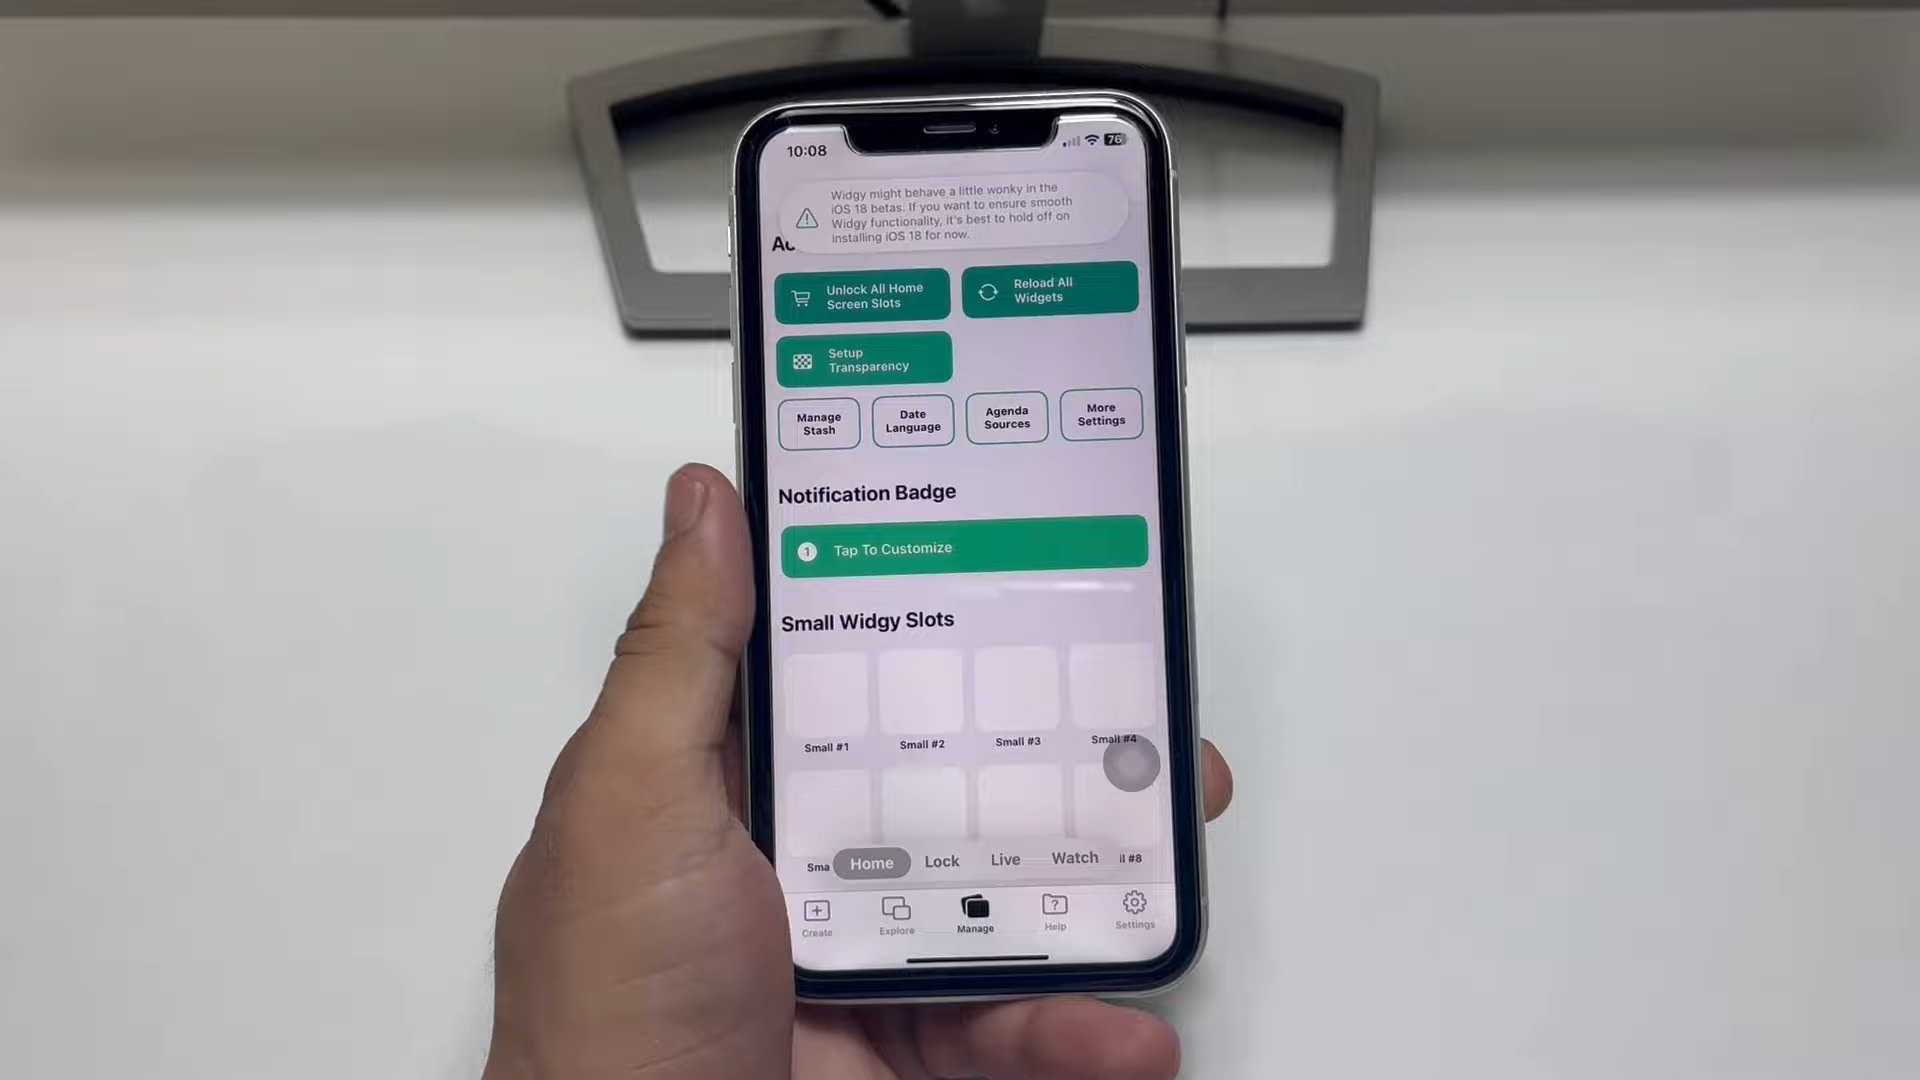 10:08
76
Widgy might behave a little wonky in the
iOS 18 betas. If you want to ensure smooth
Widgy functionality, it's best to hold off on
installing iOS 18 for now.
Unlock All Home
Screen Slots
Reload All
Widgets
Setup
Transparency
Manage
Stash
Date
Language
Agenda
Sources
More
Settings
Notification Badge
1 Tap To Customize
Small Widgy Slots
Small #1
Small #2
Small #3
Small #4
Sma
Home
Lock
Live
Watch
#8
Create
Explore
Manage
Help
Settings